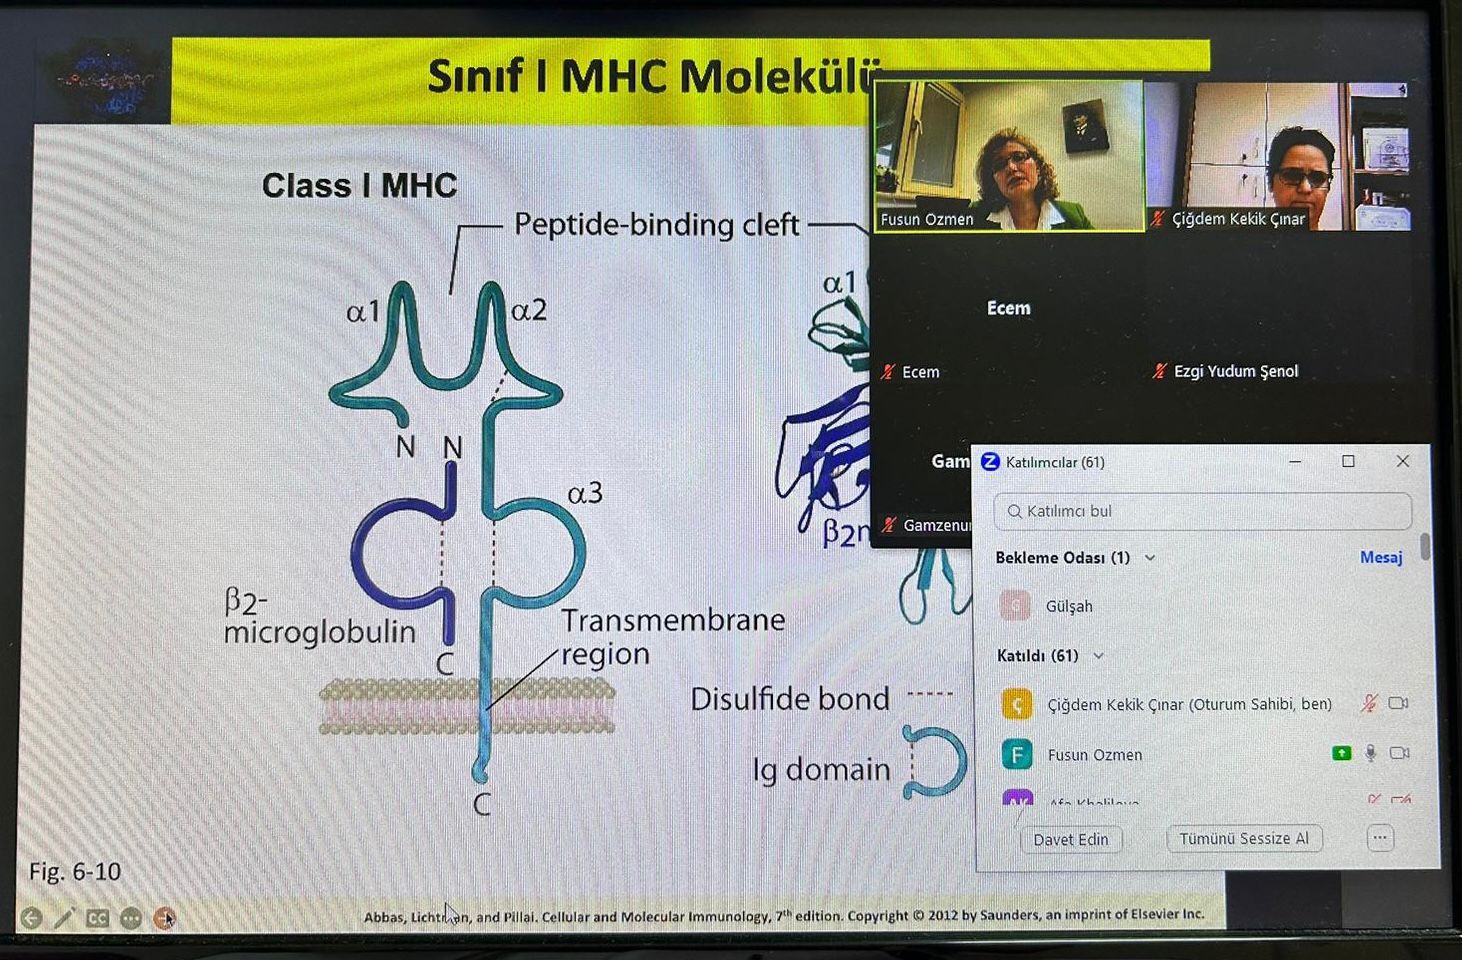 Sınıf I MHC Molekülü
Class I MHC
Peptide-binding cleft
α1
α2
α1
N
N
α3
β2-
microglobulin
C
Transmembrane
region
Disulfide bond
Ig domain
C
Fig. 6-10
CC
Abbas, Lichtman, and Pillai. Cellular and Molecular Immunology, 7th edition. Copyright © 2012 by Saunders, an imprint of Elsevier Inc.
Fusun Ozmen
Çiğdem Kekik Çınar
Ecem
Ecem
Ezgi Yudum Şenol
Gam
Gamzenu
β2
Katılımcılar (61)
Katılımcı bul
Bekleme Odası (1)
Mesaj
G
Gülşah
Katıldı (61)
Ç
Çiğdem Kekik Çınar (Oturum Sahibi, ben)
F
Fusun Ozmen
Davet Edin
Tümünü Sessize Al